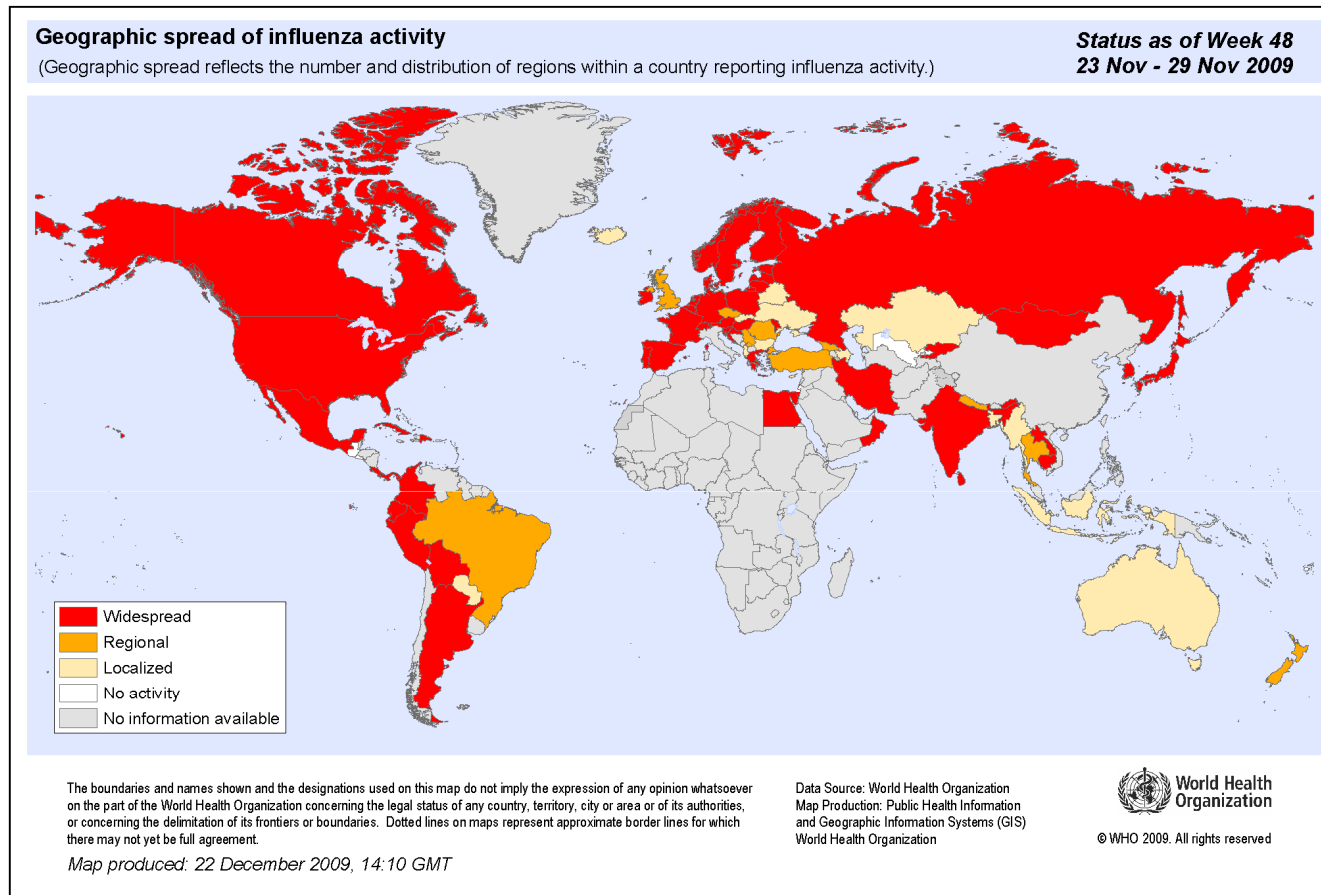 Geographic spread of influenza activity
(Geographic spread reflects the number and distribution of regions within a country reporting influenza activity.)
Status as of Week 48
23 Nov - 29 Nov 2009
Widespread
Regional
Localized
No activity
No information available
The boundaries and names shown and the designations used on this map do not imply the expression of any opinion whatsoever
on the part of the World Health Organization concerning the legal status of any country, territory, city or area or of its authorities,
or concerning the delimitation of its frontiers or boundaries. Dotted lines on maps represent approximate border lines for which
there may not yet be full agreement.
Map produced: 22 December 2009, 14:10 GMT
Data Source: World Health Organization
Map Production: Public Health Information
and Geographic Information Systems (GIS)
World Health Organization
World Health
Organization
© WHO 2009. All rights reserved